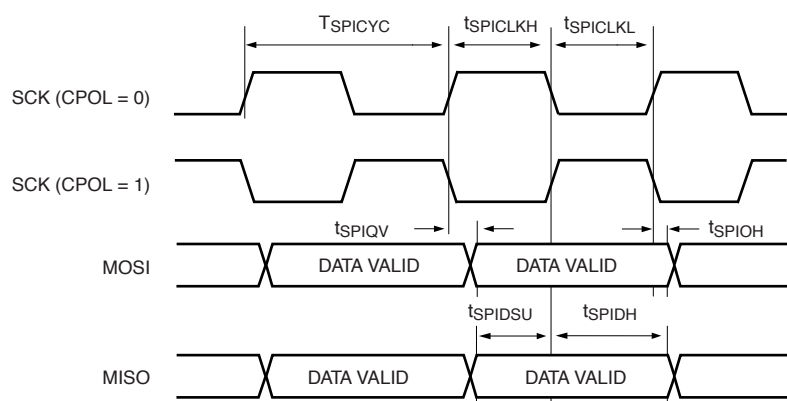 TSPICYC tSPICLKH tSPICLKL
SCK (CPOL = 0)
SCK (CPOL = 1)
tSPIQV tSPIOH
MOSI DATA VALID DATA VALID
tSPIDSU tSPIDH
MISO DATA VALID DATA VALID